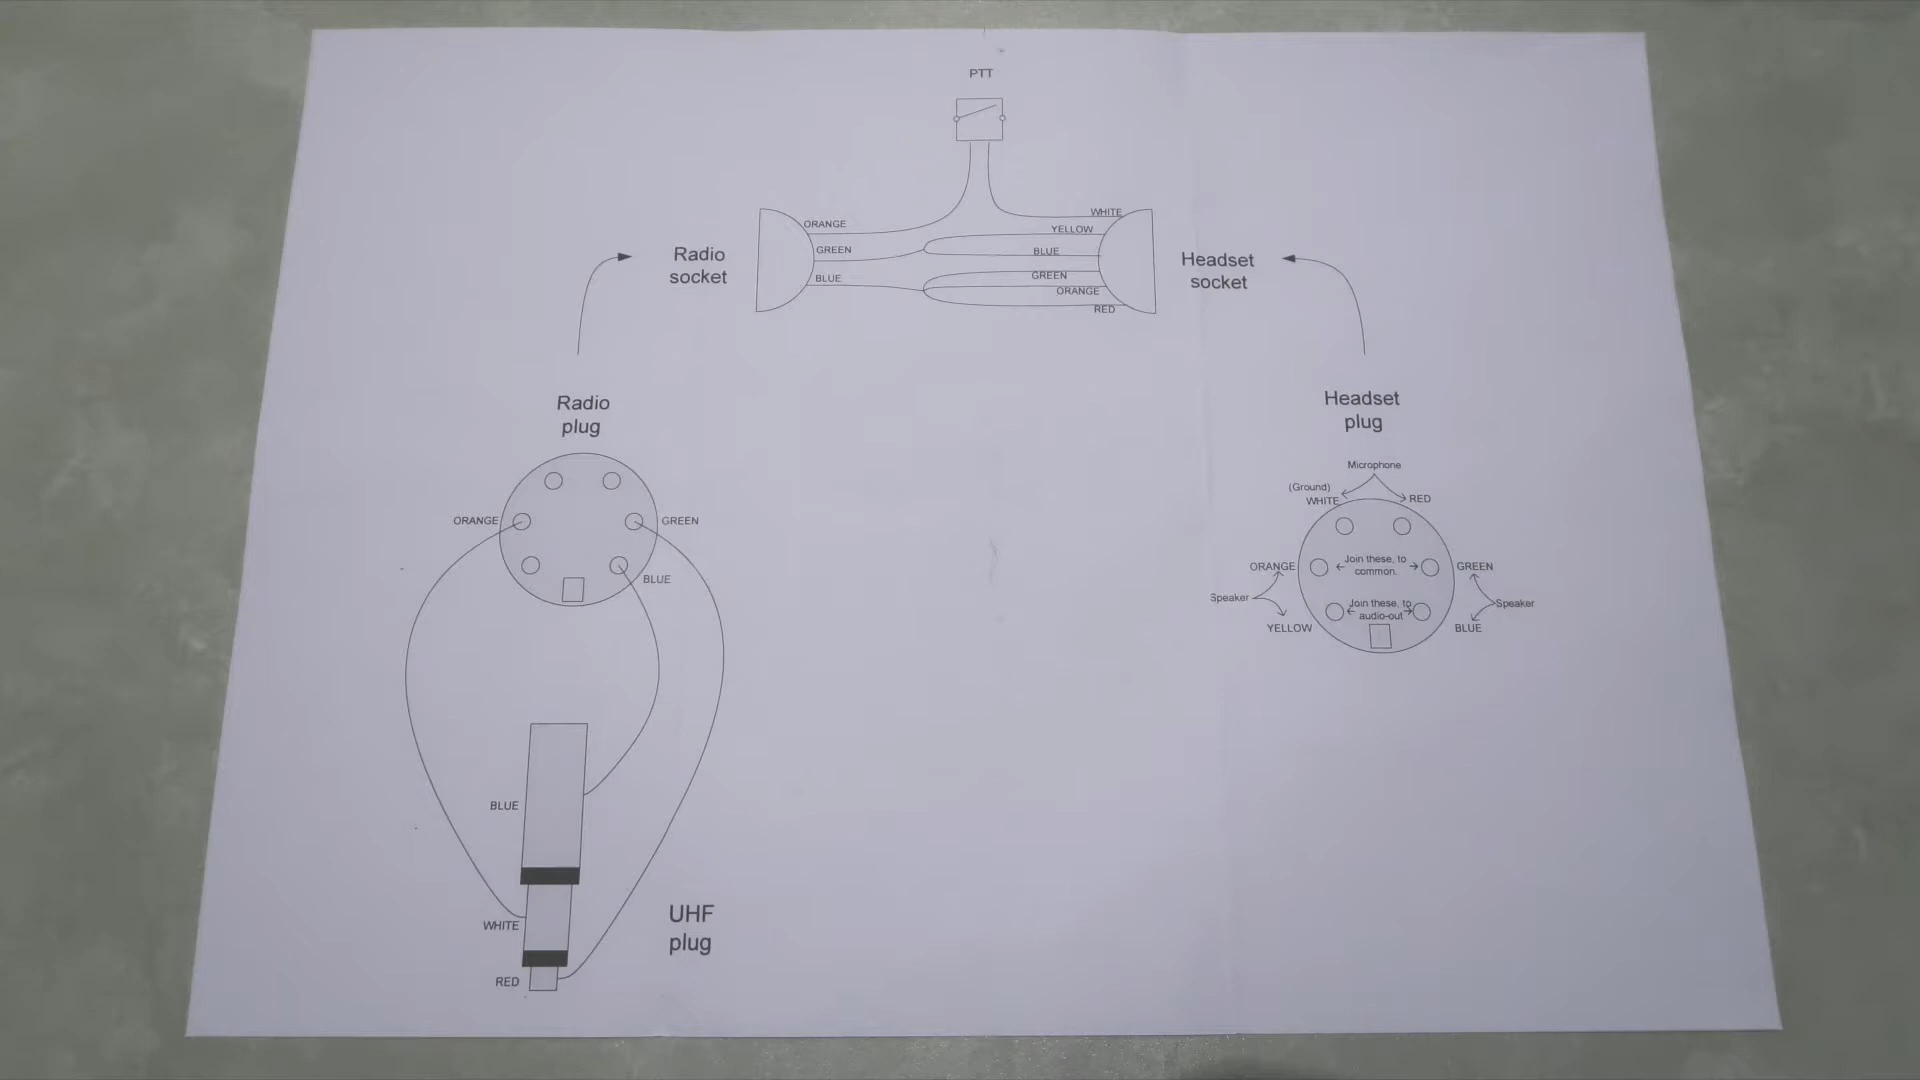 PTT
ORANGE
WHITE
YELLOW
GREEN
BLUE
BLUE
GREEN
ORANGE
RED
Radio
socket
Headset
socket
Radio
plug
Headset
plug
Microphone
(Ground)
WHITE
RED
ORANGE
GREEN
BLUE
ORANGE
Join these, to
common.
GREEN
Speaker
Join these, to
audio-out
Speaker
YELLOW
BLUE
BLUE
WHITE
RED
UHF
plug